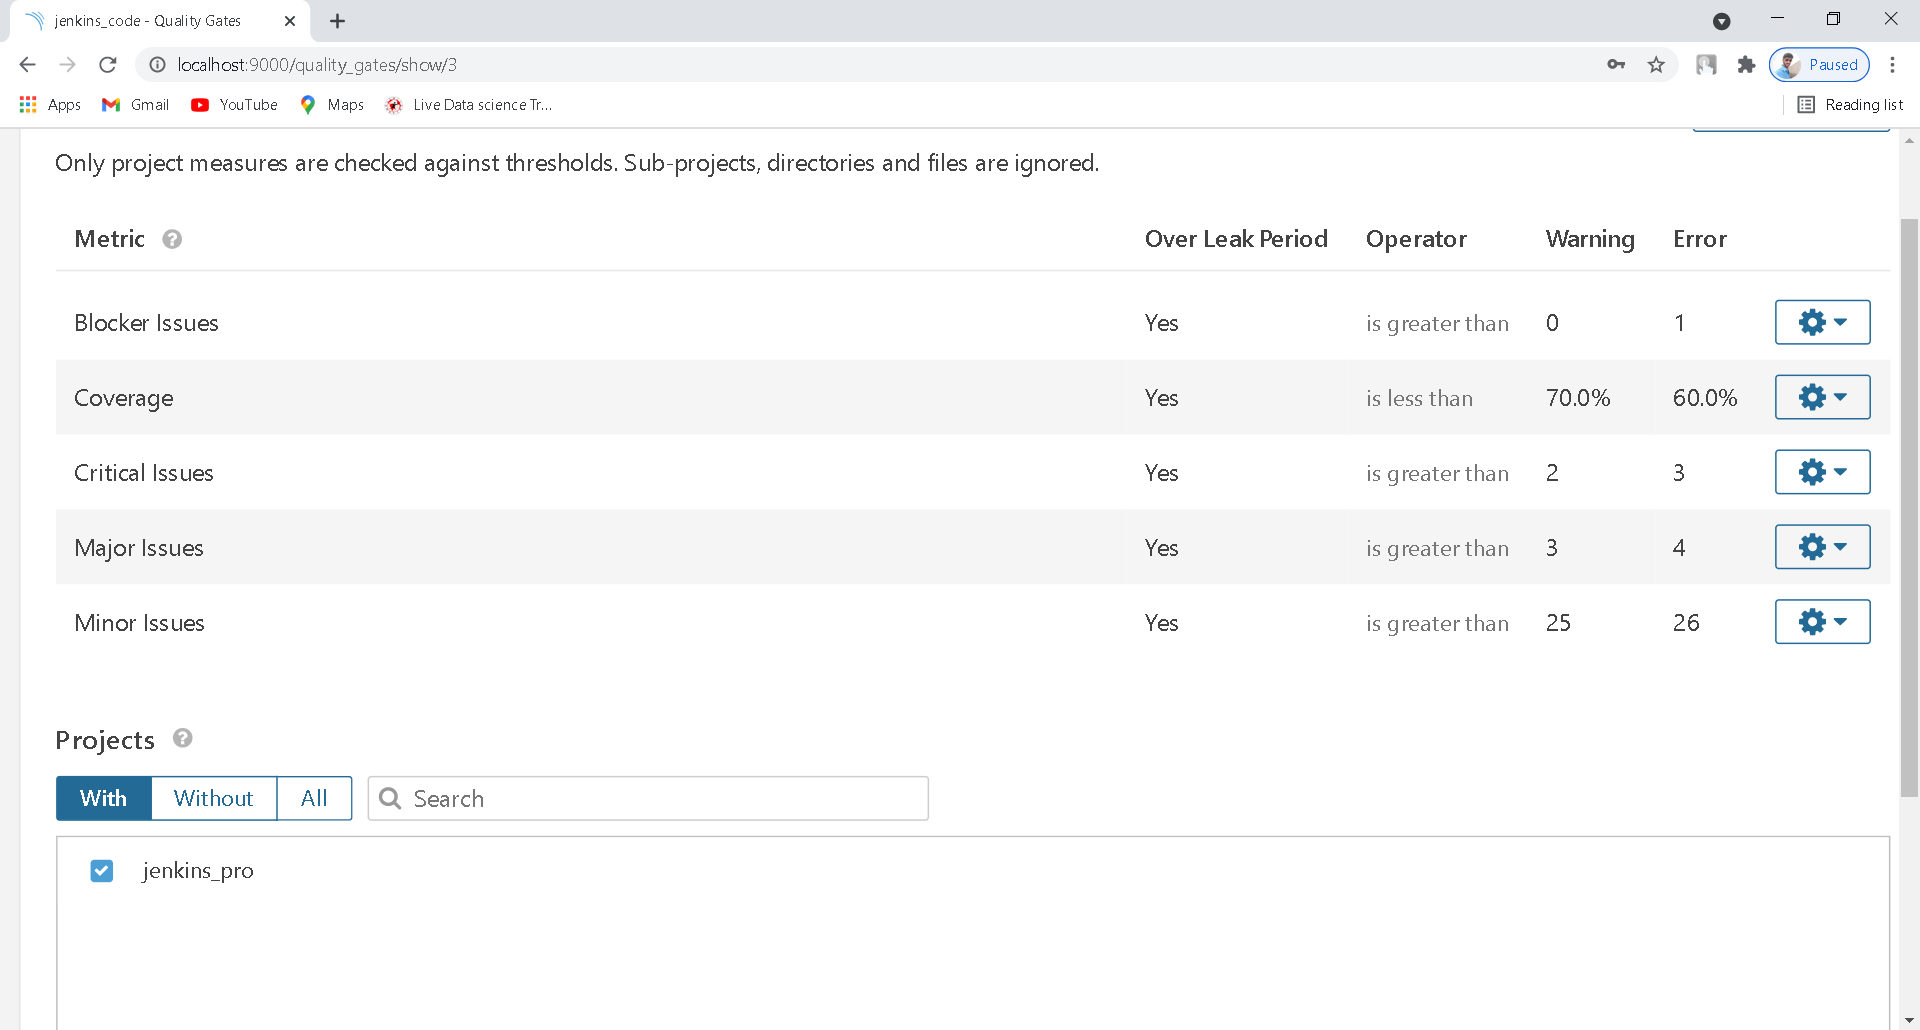 jenkins_code - Quality Gates
localhost:9000/quality_gates/show/3
Paused
Apps Gmail YouTube Maps Live Data science Tr... Reading list
Only project measures are checked against thresholds. Sub-projects, directories and files are ignored.
Metric ? Over Leak Period Operator Warning Error
Blocker Issues Yes is greater than 0 1
Coverage Yes is less than 70.0% 60.0%
Critical Issues Yes is greater than 2 3
Major Issues Yes is greater than 3 4
Minor Issues Yes is greater than 25 26
Projects ?
With Without All Search
jenkins_pro